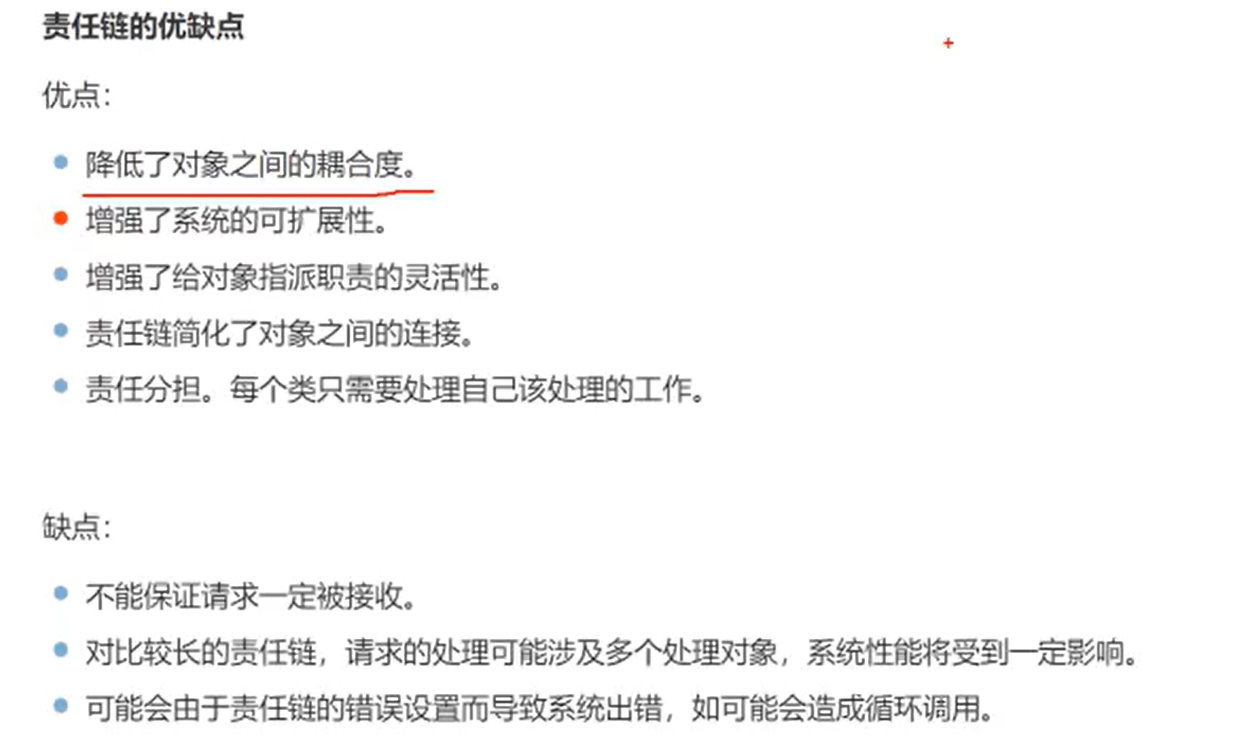 责任链的优缺点
优点：
降低了对象之间的耦合度。
增强了系统的可扩展性。
增强了给对象指派职责的灵活性。
责任链简化了对象之间的连接。
责任分担。每个类只需要处理自己该处理的工作。
缺点：
不能保证请求一定被接收。
对比较长的责任链，请求的处理可能涉及多个处理对象，系统性能将受到一定影响。
可能会由于责任链的错误设置而导致系统出错，如可能会造成循环调用。